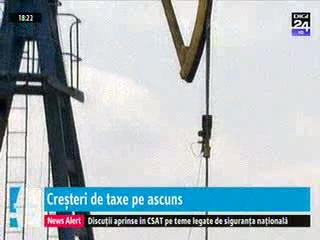 18:22
DIGI
24
HD
Creșteri de taxe pe ascuns
News Alert Discuții aprinse în CSAT pe teme legate de siguranța națională